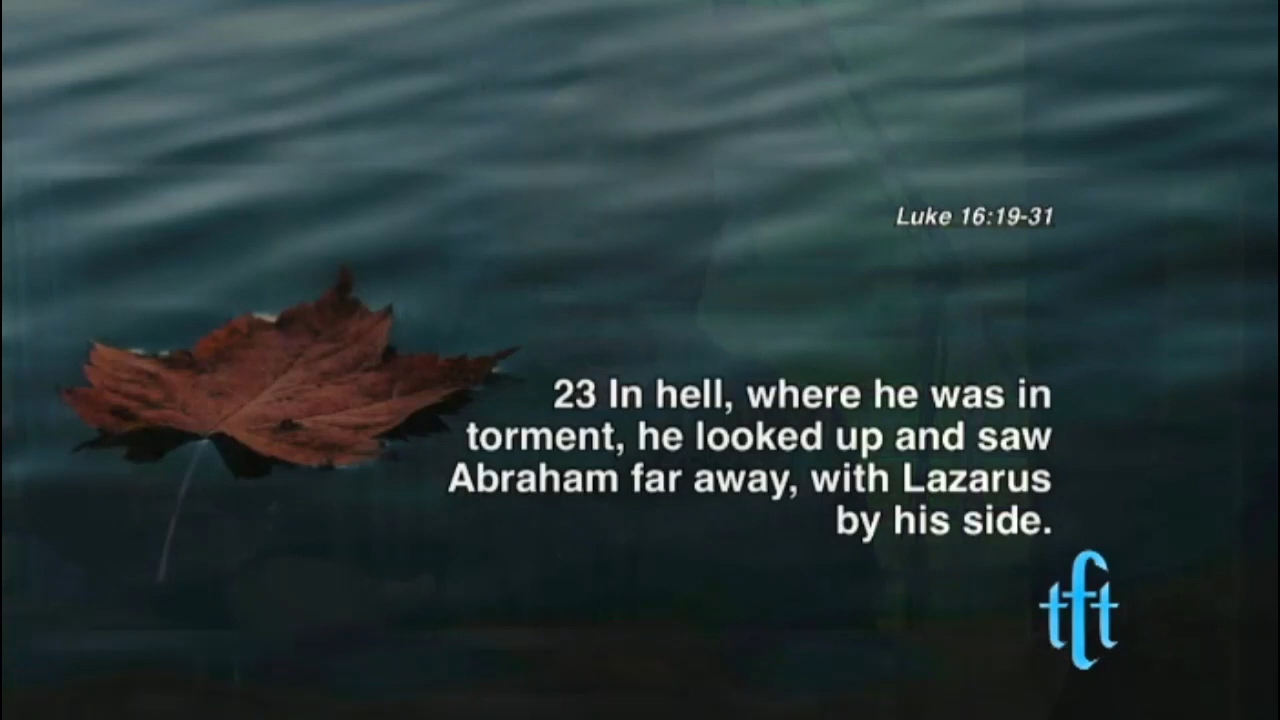 Luke 16:19-31
23 In hell, where he was in
torment, he looked up and saw
Abraham far away, with Lazarus
by his side.
tft